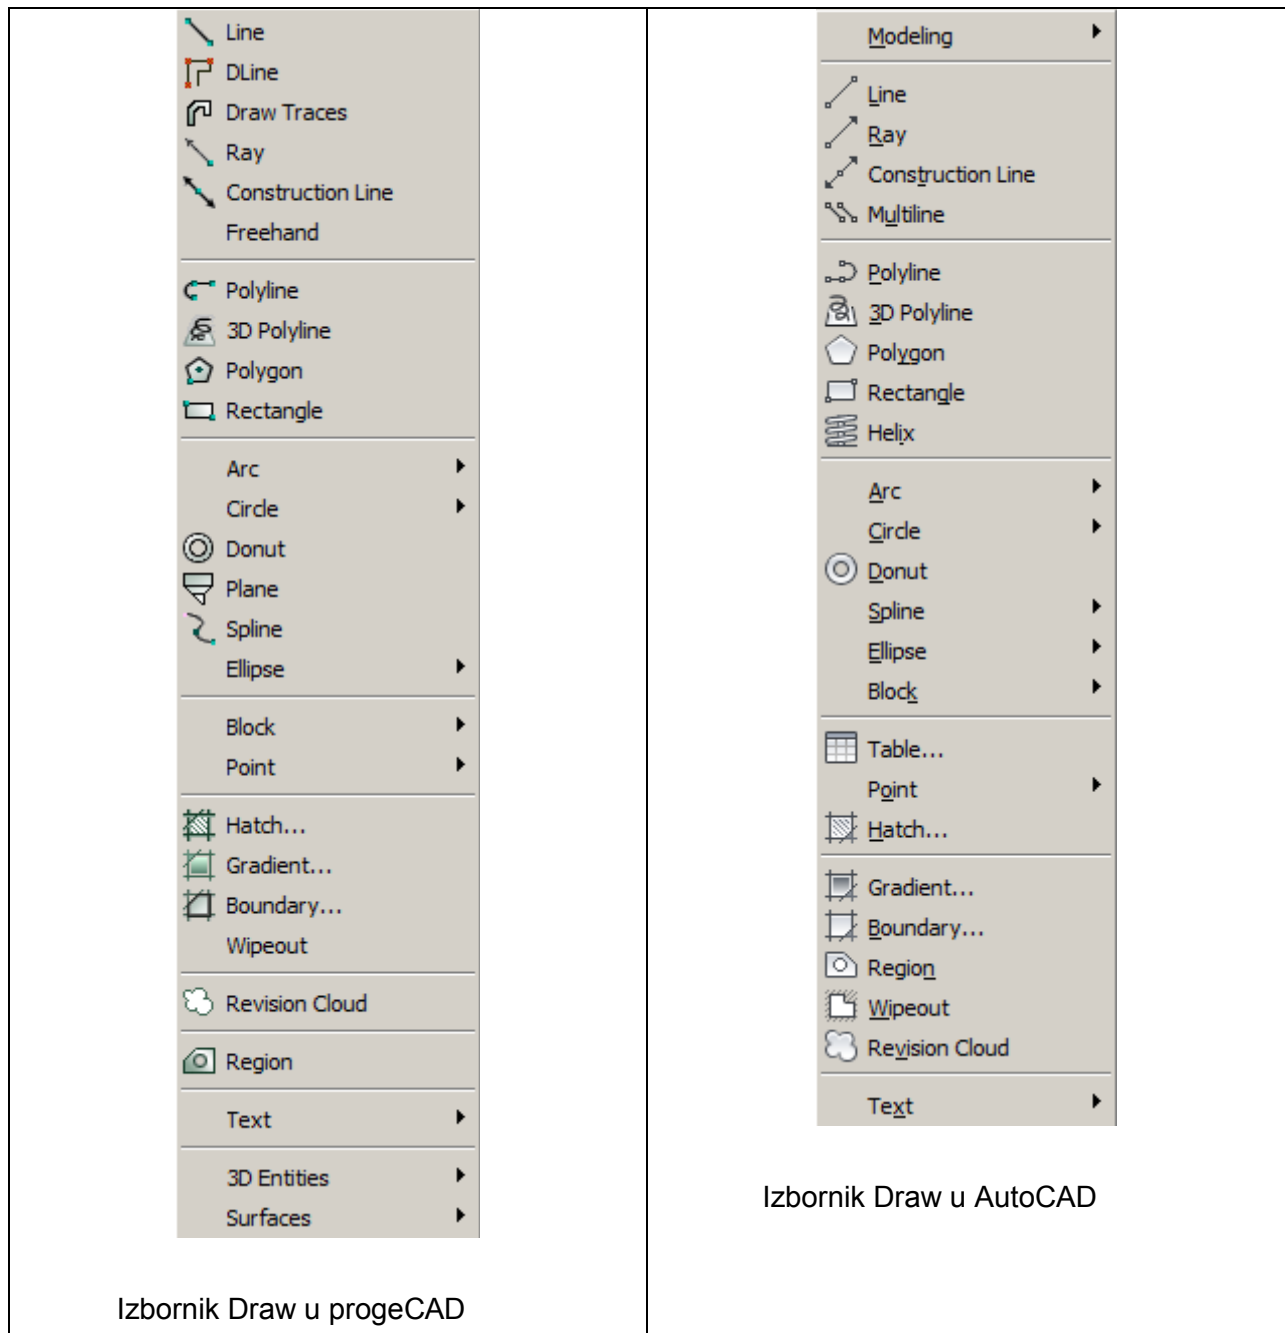 Line
DLine
Draw Traces
Ray
Construction Line
Freehand
Polyline
3D Polyline
Polygon
Rectangle
Arc
Circle
Donut
Plane
Spline
Ellipse
Block
Point
Hatch...
Gradient...
Boundary...
Wipeout
Revision Cloud
Region
Text
3D Entities
Surfaces
Izbornik Draw u progeCAD
Modeling
Line
Ray
Construction Line
Multiline
Polyline
3D Polyline
Polygon
Rectangle
Helix
Arc
Circle
Donut
Spline
Ellipse
Block
Table...
Point
Hatch...
Gradient...
Boundary...
Region
Wipeout
Revision Cloud
Text
Izbornik Draw u AutoCAD